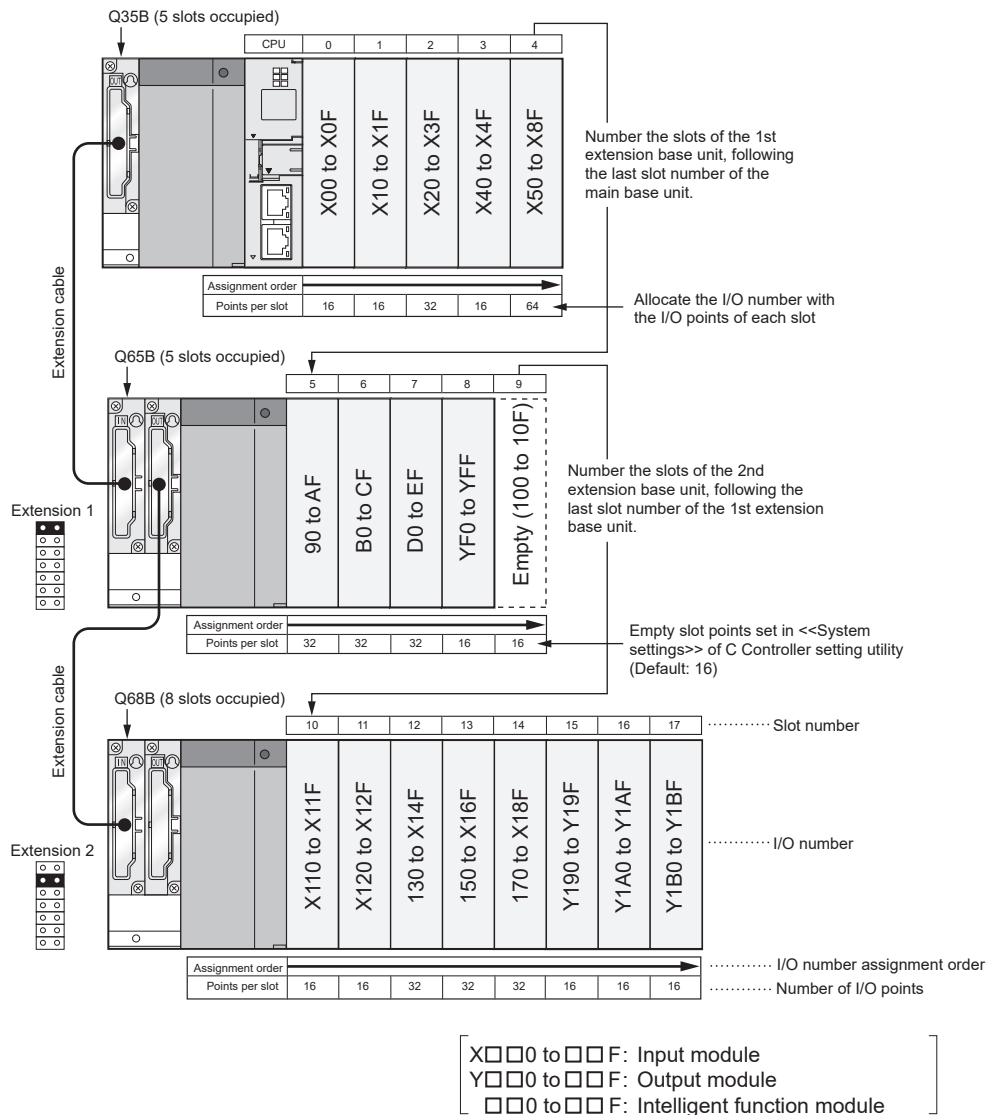 Q35B (5 slots occupied)
CPU 0 1 2 3 4
OUT
X00 to X0F
X10 to X1F
X20 to X3F
X40 to X4F
X50 to X8F
Number the slots of the 1st
extension base unit, following
the last slot number of the
main base unit.
Extension cable
Assignment order
Points per slot 16 16 32 16 64
Allocate the I/O number with
the I/O points of each slot
Q65B (5 slots occupied)
5 6 7 8 9
IN OUT
90 to AF
B0 to CF
D0 to EF
YF0 to YFF
Empty (100 to 10F)
Number the slots of the 2nd
extension base unit, following the
last slot number of the 1st extension
base unit.
Extension 1
Assignment order
Points per slot 32 32 32 16 16
Empty slot points set in <<System
settings>> of C Controller setting utility
(Default: 16)
Extension cable
Q68B (8 slots occupied)
10 11 12 13 14 15 16 17 Slot number
IN OUT
X110 to X11F
X120 to X12F
130 to X14F
150 to X16F
170 to X18F
Y190 to Y19F
Y1A0 to Y1AF
Y1B0 to Y1BF
I/O number
Extension 2
Assignment order I/O number assignment order
Points per slot 16 16 32 32 32 16 16 16 Number of I/O points
X□□0 to □□F: Input module
Y□□0 to □□F: Output module
□□0 to □□F: Intelligent function module